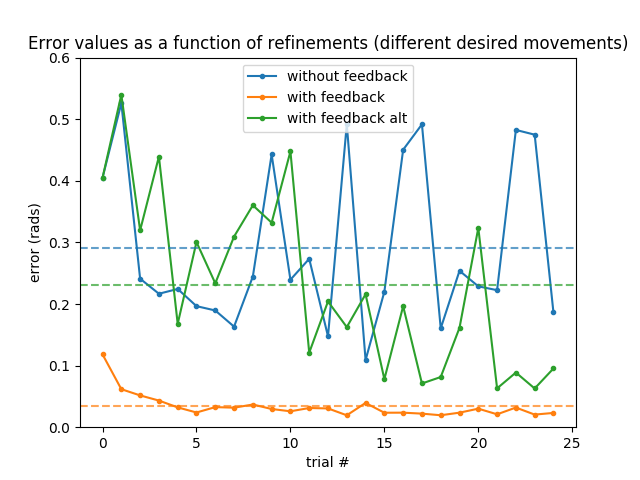 Error values as a function of refinements (different desired movements)
0.6
0.5
0.4
0.3
0.2
0.1
0.0
error (rads)
without feedback
with feedback
with feedback alt
0 5 10 15 20 25
trial #